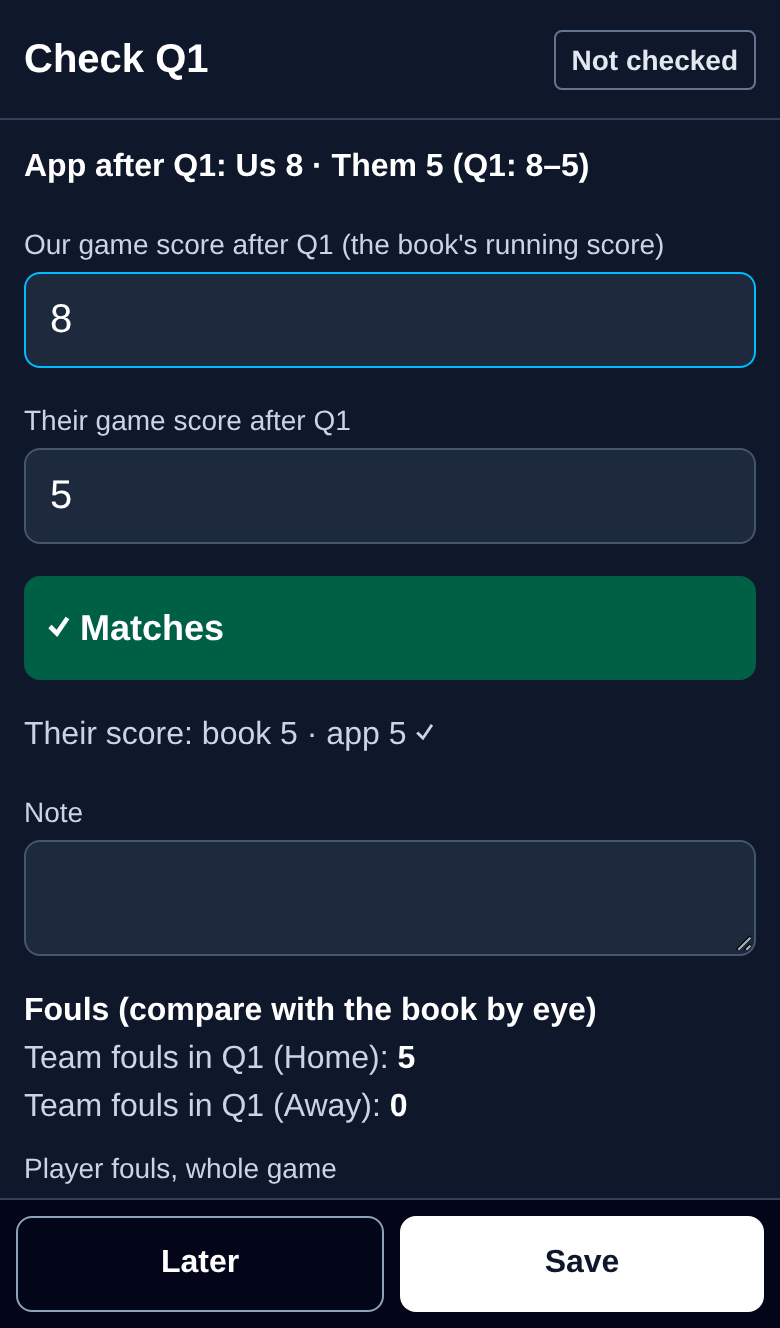 Check Q1
Not checked
App after Q1: Us 8 · Them 5 (Q1: 8–5)
Our game score after Q1 (the book's running score)
8
Their game score after Q1
5
✓ Matches
Their score: book 5 · app 5 ✓
Note
Fouls (compare with the book by eye)
Team fouls in Q1 (Home): 5
Team fouls in Q1 (Away): 0
Player fouls, whole game
Later
Save